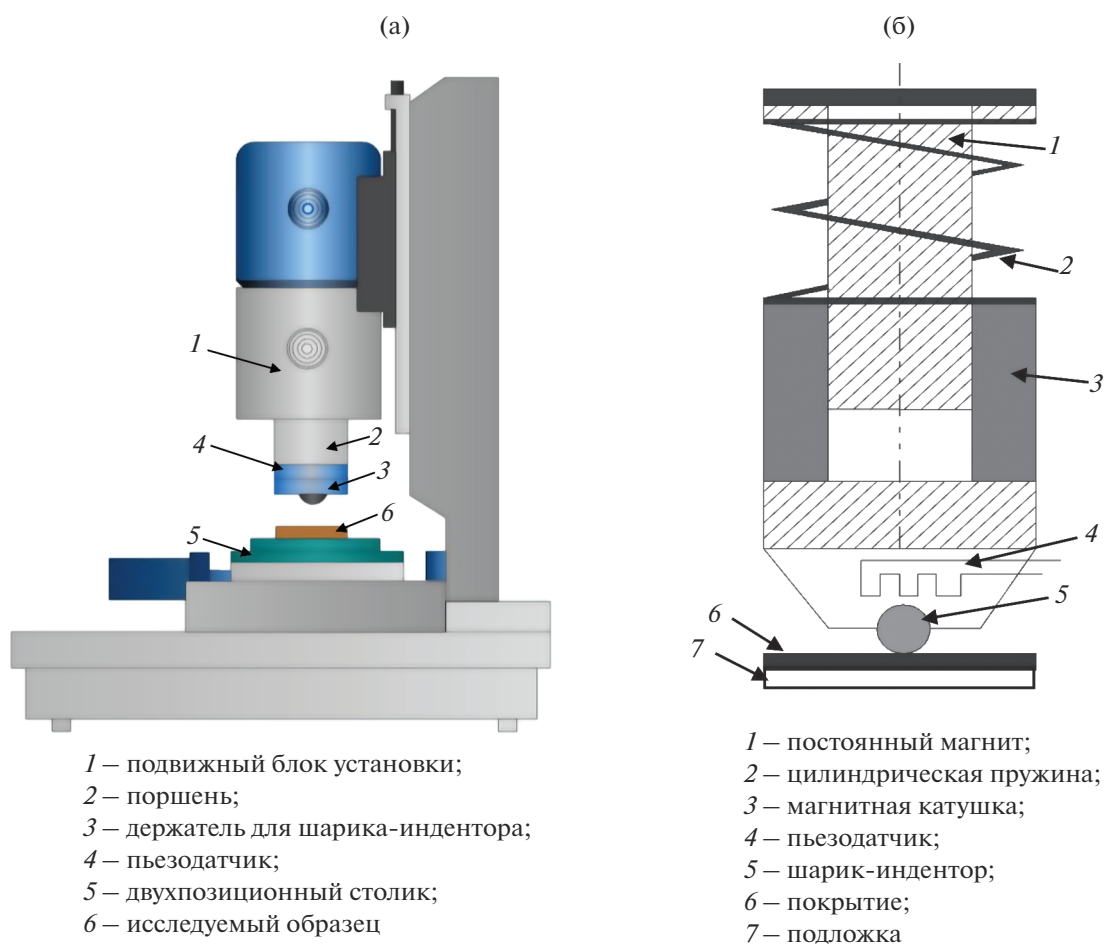 (а)
1
2
4
3
6
5
1 – подвижный блок установки;
2 – поршень;
3 – держатель для шарика-индентора;
4 – пьезодатчик;
5 – двухпозиционный столик;
6 – исследуемый образец
(б)
1
2
3
4
5
6
7
1 – постоянный магнит;
2 – цилиндрическая пружина;
3 – магнитная катушка;
4 – пьезодатчик;
5 – шарик-индентор;
6 – покрытие;
7 – подложка